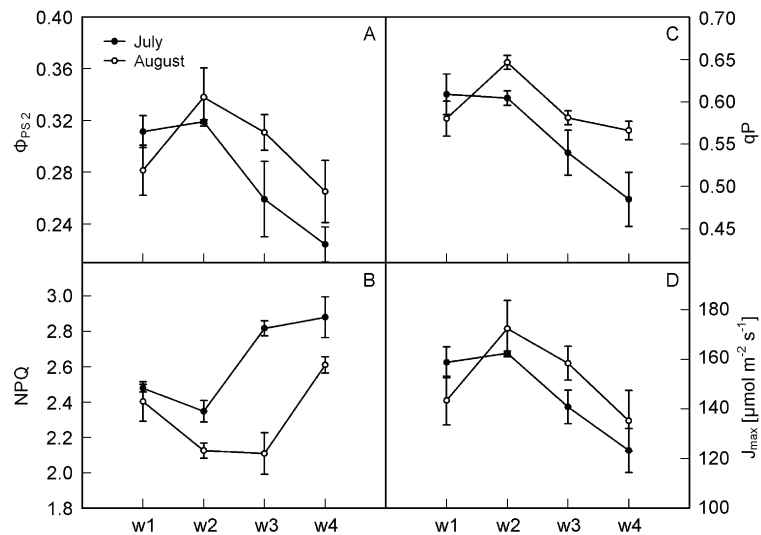 0.40
0.36
0.32
0.28
0.24
ΦPS 2
July
August
A
C
0.70
0.65
0.60
0.55
0.50
0.45
qP
3.0
2.8
2.6
2.4
2.2
2.0
1.8
NPQ
B
D
180
160
140
120
100
Jmax [µmol m-2 s-1]
w1 w2 w3 w4 w1 w2 w3 w4